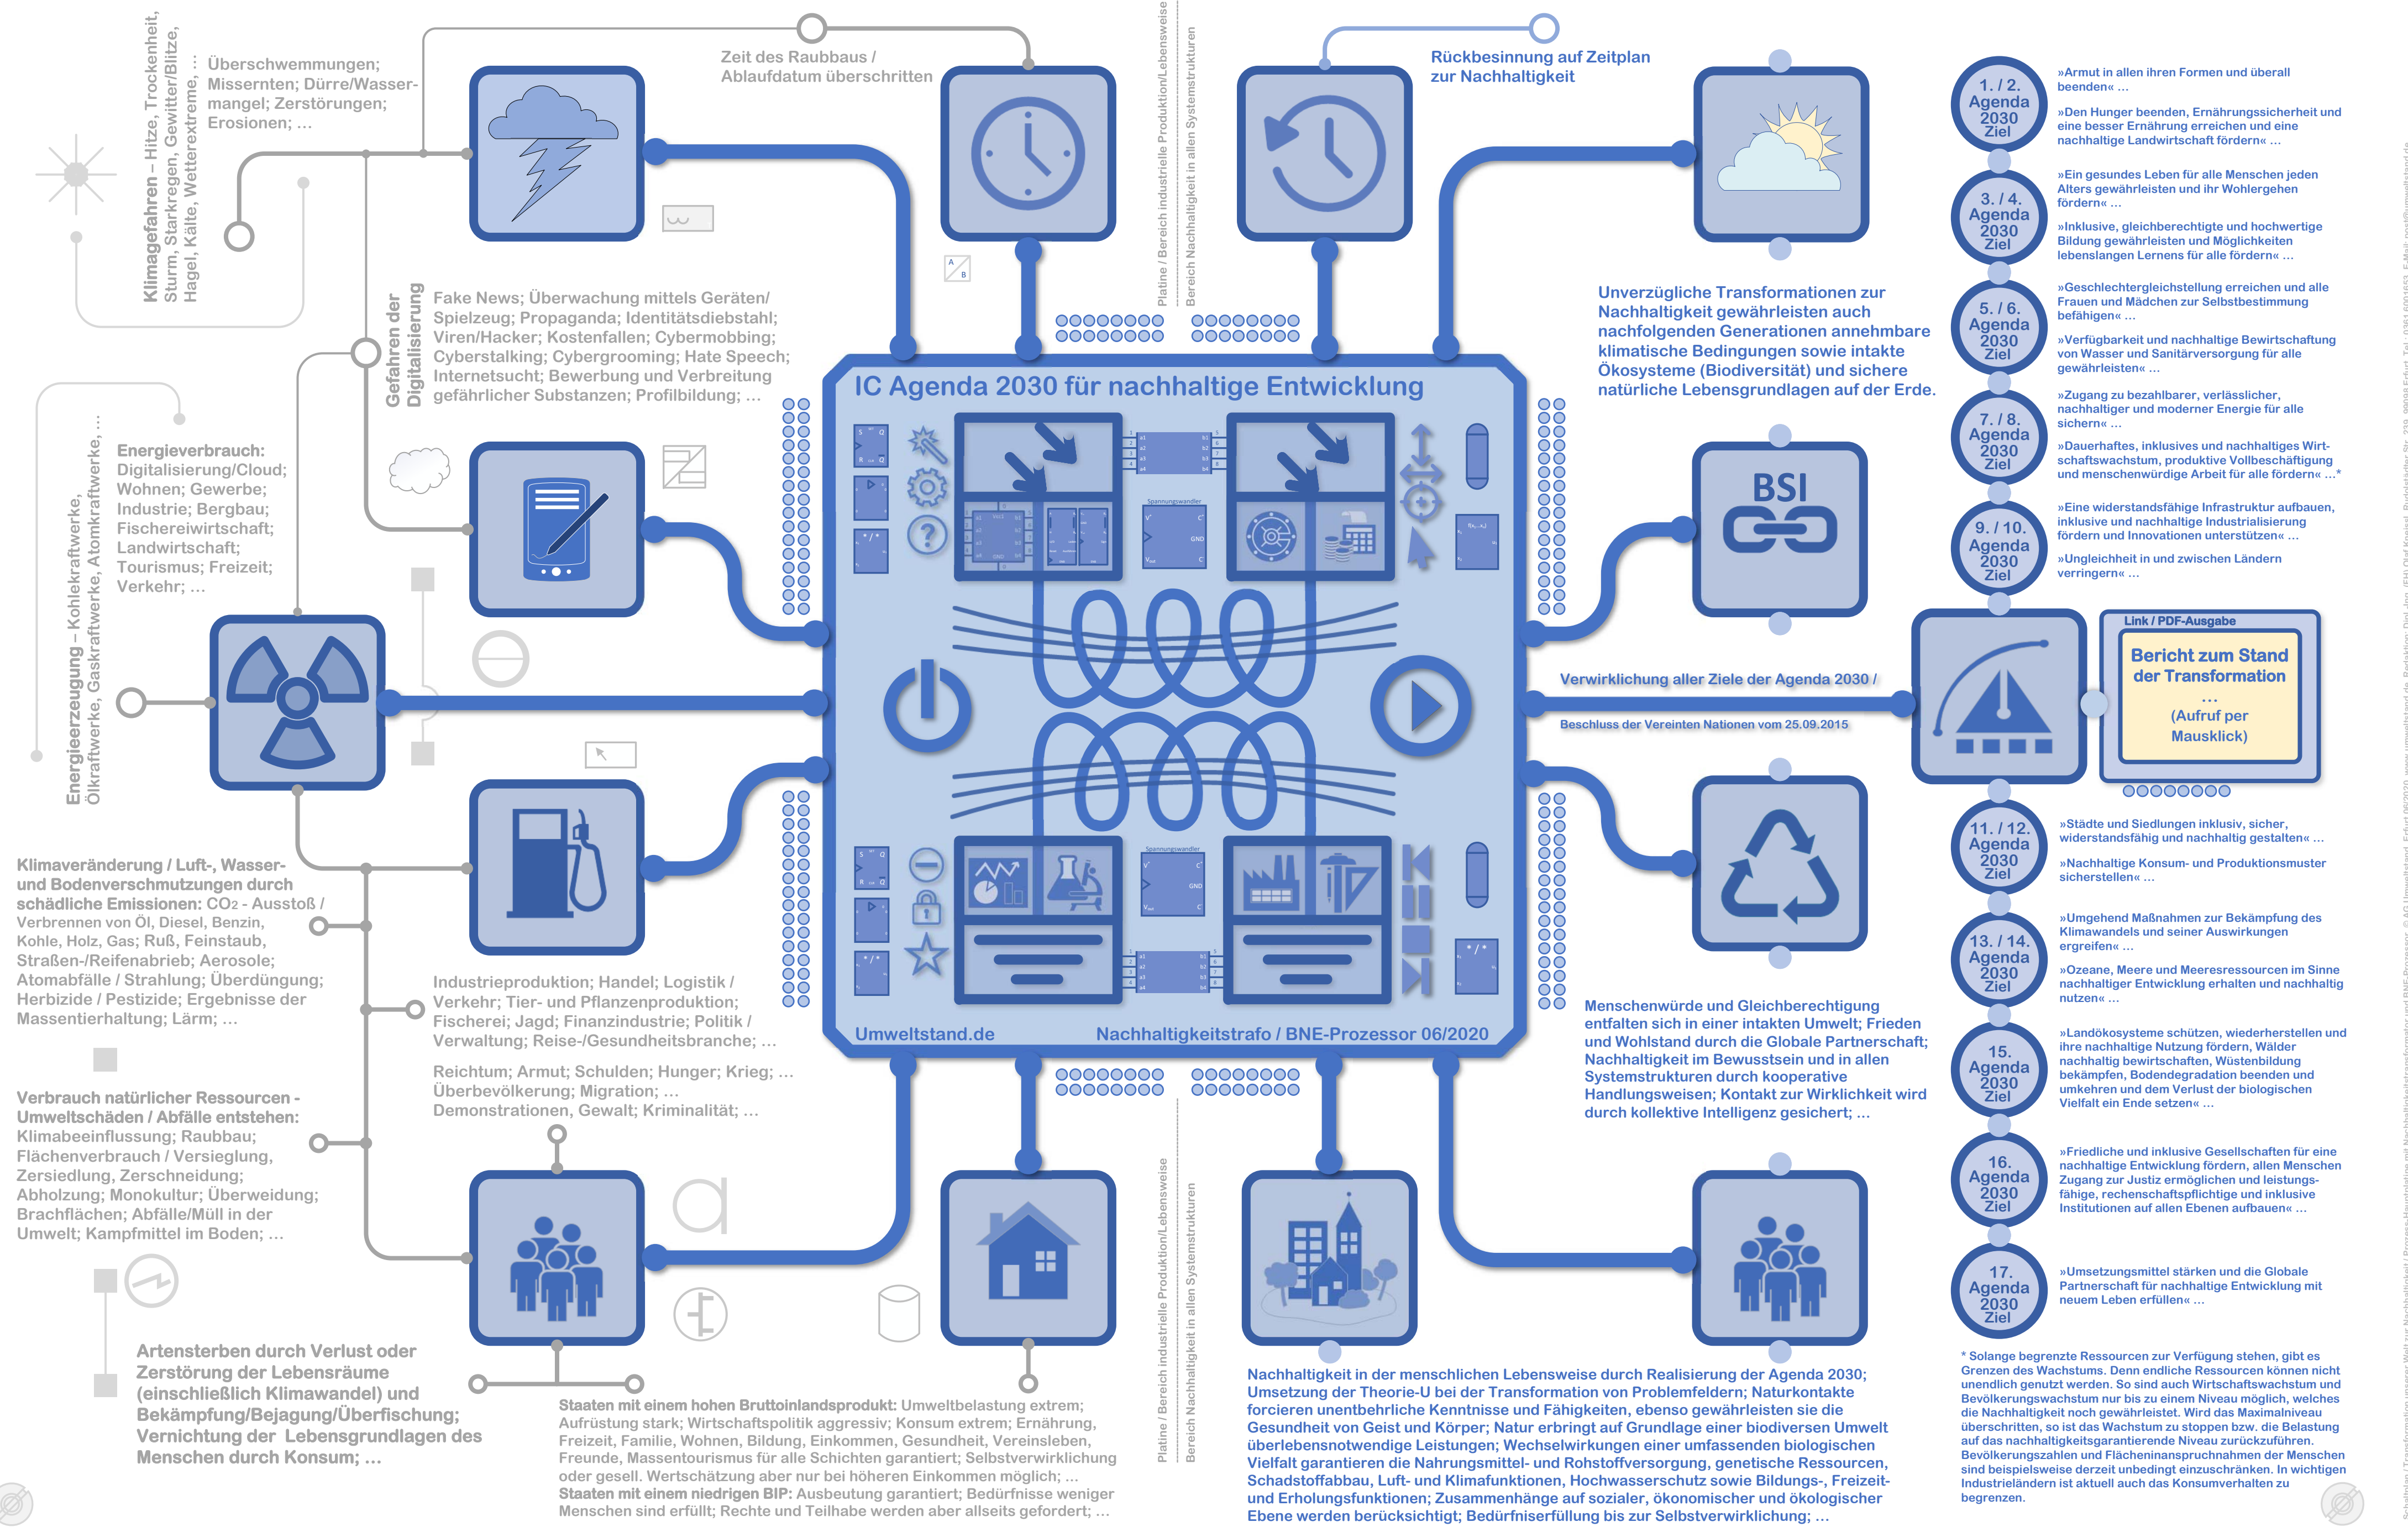 Klimagefahren – Hitze, Trockenheit,
Sturm, Starkregen, Gewitter/Blitze,
Hagel, Kälte, Wetterextreme, ...
Überschwemmungen;
Missernten; Dürre/Wasser-
mangel; Zerstörungen;
Erosionen; ...
Zeit des Raubbaus /
Ablaufdatum überschritten
Platine / Bereich industrielle Produktion/Lebensweise
Bereich Nachhaltigkeit in allen Systemstrukturen
Rückbesinnung auf Zeitplan
zur Nachhaltigkeit
A
B
Gefahren der
Digitalisierung
Fake News; Überwachung mittels Geräten/
Spielzeug; Propaganda; Identitätsdiebstahl;
Viren/Hacker; Kostenfallen; Cybermobbing;
Cyberstalking; Cybergrooming; Hate Speech;
Internetsucht; Bewerbung und Verbreitung
gefährlicher Substanzen; Profilbildung; ...
Energieerzeugung – Kohlekraftwerke,
Ölkraftwerke, Gaskraftwerke, Atomkraftwerke, ...
Energieverbrauch:
Digitalisierung/Cloud;
Wohnen; Gewerbe;
Industrie; Bergbau;
Fischereiwirtschaft;
Landwirtschaft;
Tourismus; Freizeit;
Verkehr; ...
Klimaveränderung / Luft-, Wasser-
und Bodenverschmutzungen durch
schädliche Emissionen: CO2 - Ausstoß /
Verbrennen von Öl, Diesel, Benzin,
Kohle, Holz, Gas; Ruß, Feinstaub,
Straßen-/Reifenabrieb; Aerosole;
Atomabfälle / Strahlung; Überdüngung;
Herbizide / Pestizide; Ergebnisse der
Massentierhaltung; Lärm; ...
Verbrauch natürlicher Ressourcen -
Umweltschäden / Abfälle entstehen:
Klimabeeinflussung; Raubbau;
Flächenverbrauch / Versieglung,
Zersiedlung, Zerschneidung;
Abholzung; Monokultur; Überweidung;
Brachflächen; Abfälle/Müll in der
Umwelt; Kampfmittel im Boden; ...
Artensterben durch Verlust oder
Zerstörung der Lebensräume
(einschließlich Klimawandel) und
Bekämpfung/Bejagung/Überfischung;
Vernichtung der Lebensgrundlagen des
Menschen durch Konsum; ...
Industrieproduktion; Handel; Logistik /
Verkehr; Tier- und Pflanzenproduktion;
Fischerei; Jagd; Finanzindustrie; Politik /
Verwaltung; Reise-/Gesundheitsbranche; ...
Reichtum; Armut; Schulden; Hunger; Krieg; ...
Überbevölkerung; Migration; ...
Demonstrationen, Gewalt; Kriminalität; ...
Staaten mit einem hohen Bruttoinlandsprodukt: Umweltbelastung extrem;
Aufrüstung stark; Wirtschaftspolitik aggressiv; Konsum extrem; Ernährung,
Freizeit, Familie, Wohnen, Bildung, Einkommen, Gesundheit, Vereinsleben,
Freunde, Massentourismus für alle Schichten garantiert; Selbstverwirklichung
oder gesell. Wertschätzung aber nur bei höheren Einkommen möglich; ...
Staaten mit einem niedrigen BIP: Ausbeutung garantiert; Bedürfnisse weniger
Menschen sind erfüllt; Rechte und Teilhabe werden aber allseits gefordert; ...
IC Agenda 2030 für nachhaltige Entwicklung
Spannungswandler
GND
Spannungswandler
GND
Umweltstand.de
Nachhaltigkeitstrafo / BNE-Prozessor 06/2020
Platine / Bereich industrielle Produktion/Lebensweise
Bereich Nachhaltigkeit in allen Systemstrukturen
Unverzügliche Transformationen zur
Nachhaltigkeit gewährleisten auch
nachfolgenden Generationen annehmbare
klimatische Bedingungen sowie intakte
Ökosysteme (Biodiversität) und sichere
natürliche Lebensgrundlagen auf der Erde.
BSI
Verwirklichung aller Ziele der Agenda 2030 /
Beschluss der Vereinten Nationen vom 25.09.2015
Link / PDF-Ausgabe
Bericht zum Stand
der Transformation
...
(Aufruf per
Mausklick)
Menschenwürde und Gleichberechtigung
entfalten sich in einer intakten Umwelt; Frieden
und Wohlstand durch die Globale Partnerschaft;
Nachhaltigkeit im Bewusstsein und in allen
Systemstrukturen durch kooperative
Handlungsweisen; Kontakt zur Wirklichkeit wird
durch kollektive Intelligenz gesichert; ...
Nachhaltigkeit in der menschlichen Lebensweise durch Realisierung der Agenda 2030;
Umsetzung der Theorie-U bei der Transformation von Problemfeldern; Naturkontakte
forcieren unentbehrliche Kenntnisse und Fähigkeiten, ebenso gewährleisten sie die
Gesundheit von Geist und Körper; Natur erbringt auf Grundlage einer biodiversen Umwelt
überlebensnotwendige Leistungen; Wechselwirkungen einer umfassenden biologischen
Vielfalt garantieren die Nahrungsmittel- und Rohstoffversorgung, genetische Ressourcen,
Schadstoffabbau, Luft- und Klimafunktionen, Hochwasserschutz sowie Bildungs-, Freizeit-
und Erholungsfunktionen; Zusammenhänge auf sozialer, ökonomischer und ökologischer
Ebene werden berücksichtigt; Bedürfniserfüllung bis zur Selbstverwirklichung; ...
1. / 2.
Agenda
2030
Ziel
»Armut in allen ihren Formen und überall
beenden« ...
»Den Hunger beenden, Ernährungssicherheit und
eine besser Ernährung erreichen und eine
nachhaltige Landwirtschaft fördern« ...
3. / 4.
Agenda
2030
Ziel
»Ein gesundes Leben für alle Menschen jeden
Alters gewährleisten und ihr Wohlergehen
fördern« ...
»Inklusive, gleichberechtigte und hochwertige
Bildung gewährleisten und Möglichkeiten
lebenslangen Lernens für alle fördern« ...
5. / 6.
Agenda
2030
Ziel
»Geschlechtergleichstellung erreichen und alle
Frauen und Mädchen zur Selbstbestimmung
befähigen« ...
»Verfügbarkeit und nachhaltige Bewirtschaftung
von Wasser und Sanitärversorgung für alle
gewährleisten« ...
7. / 8.
Agenda
2030
Ziel
»Zugang zu bezahlbarer, verlässlicher,
nachhaltiger und moderner Energie für alle
sichern« ...
»Dauerhaftes, inklusives und nachhaltiges Wirt-
schaftswachstum, produktive Vollbeschäftigung
und menschenwürdige Arbeit für alle fördern« ...*
9. / 10.
Agenda
2030
Ziel
»Eine widerstandsfähige Infrastruktur aufbauen,
inklusive und nachhaltige Industrialisierung
fördern und Innovationen unterstützen« ...
»Ungleichheit in und zwischen Ländern
verringern« ...
11. / 12.
Agenda
2030
Ziel
»Städte und Siedlungen inklusiv, sicher,
widerstandsfähig und nachhaltig gestalten« ...
»Nachhaltige Konsum- und Produktionsmuster
sicherstellen« ...
13. / 14.
Agenda
2030
Ziel
»Umgehend Maßnahmen zur Bekämpfung des
Klimawandels und seiner Auswirkungen
ergreifen« ...
»Ozeane, Meere und Meeresressourcen im Sinne
nachhaltiger Entwicklung erhalten und nachhaltig
nutzen« ...
15.
Agenda
2030
Ziel
»Landökosysteme schützen, wiederherstellen und
ihre nachhaltige Nutzung fördern, Wälder
nachhaltig bewirtschaften, Wüstenbildung
bekämpfen, Bodendegradation beenden und
umkehren und dem Verlust der biologischen
Vielfalt ein Ende setzen« ...
16.
Agenda
2030
Ziel
»Friedliche und inklusive Gesellschaften für eine
nachhaltige Entwicklung fördern, allen Menschen
Zugang zur Justiz ermöglichen und leistungs-
fähige, rechenschaftspflichtige und inklusive
Institutionen auf allen Ebenen aufbauen« ...
17.
Agenda
2030
Ziel
»Umsetzungsmittel stärken und die Globale
Partnerschaft für nachhaltige Entwicklung mit
neuem Leben erfüllen« ...
* Solange begrenzte Ressourcen zur Verfügung stehen, gibt es
Grenzen des Wachstums. Denn endliche Ressourcen können nicht
unendlich genutzt werden. So sind auch Wirtschaftswachstum und
Bevölkerungswachstum nur bis zu einem Niveau möglich, welches
die Nachhaltigkeit noch gewährleistet. Wird das Maximalniveau
überschritten, so ist das Wachstum zu stoppen bzw. die Belastung
auf das nachhaltigkeitsgarantierende Niveau zurückzuführen.
Bevölkerungszahlen und Flächeninanspruchnahmen der Menschen
sind beispielsweise derzeit unbedingt einzuschränken. In wichtigen
Industrieländern ist aktuell auch das Konsumverhalten zu
begrenzen.